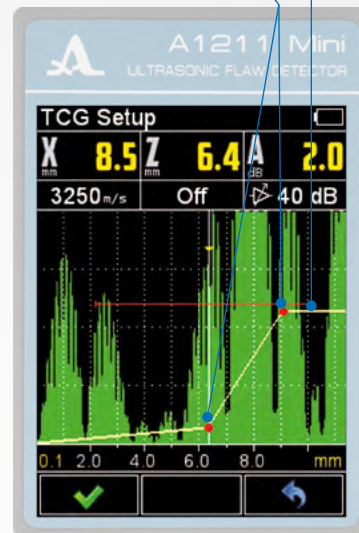 A1211 Mini
ULTRASONIC FLAW DETECTOR
TCG Setup
X mm 8.5 Z mm 6.4 A dB 2.0
3250 m/s Off 40 dB
0.1 2.0 4.0 6.0 8.0 mm